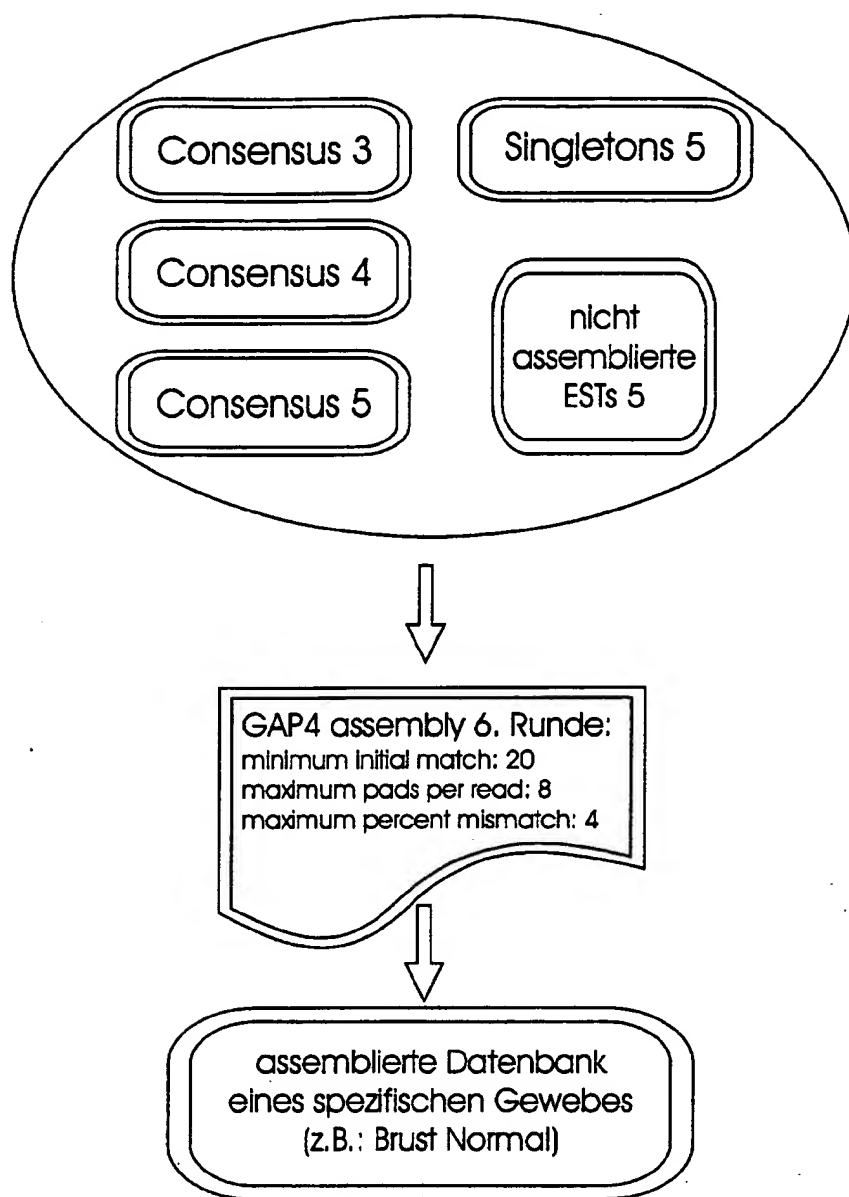 Consensus 3
Singletons 5
Consensus 4
nicht
assemblierte
ESTs 5
Consensus 5
GAP4 assembly 6. Runde:
minimum initial match: 20
maximum pads per read: 8
maximum percent mismatch: 4
assemblierte Datenbank
eines spezifischen Gewebes
(z.B.: Brust Normal)